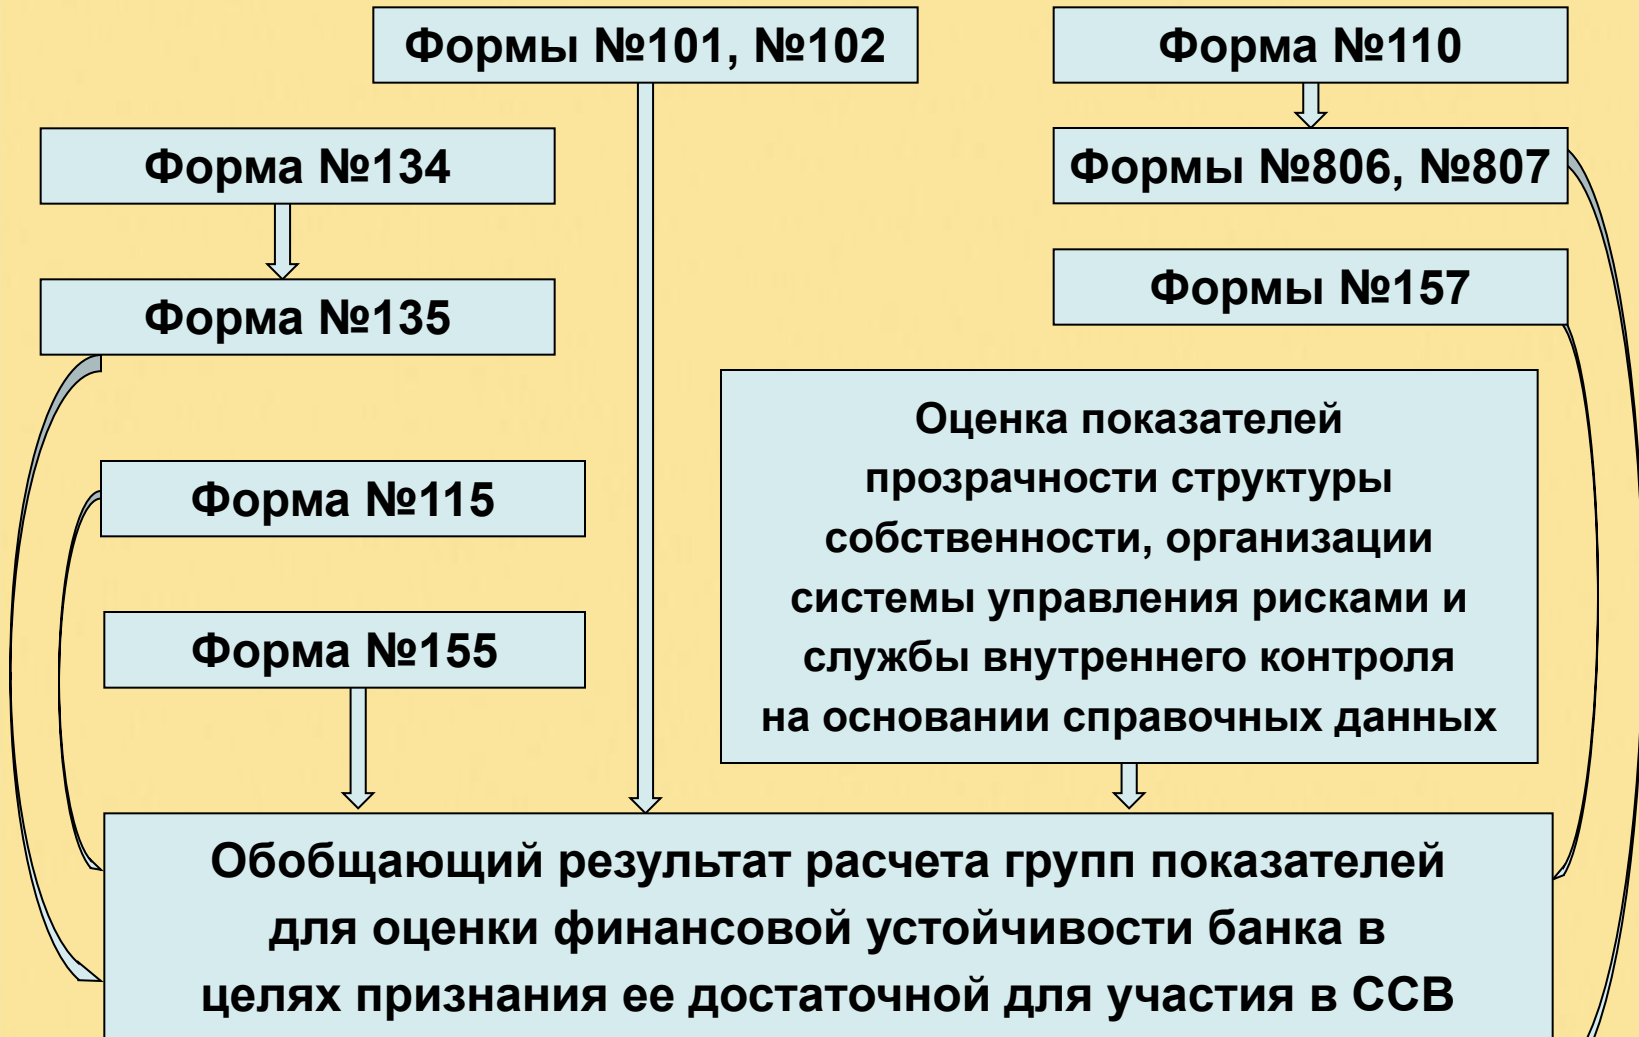 Формы №101, №102
Форма №110
Форма №134
Формы №806, №807
Форма №135
Формы №157
Форма №115
Форма №155
Оценка показателей
прозрачности структуры
собственности, организации
системы управления рисками и
службы внутреннего контроля
на основании справочных данных
Обобщающий результат расчета групп показателей
для оценки финансовой устойчивости банка в
целях признания ее достаточной для участия в ССВ